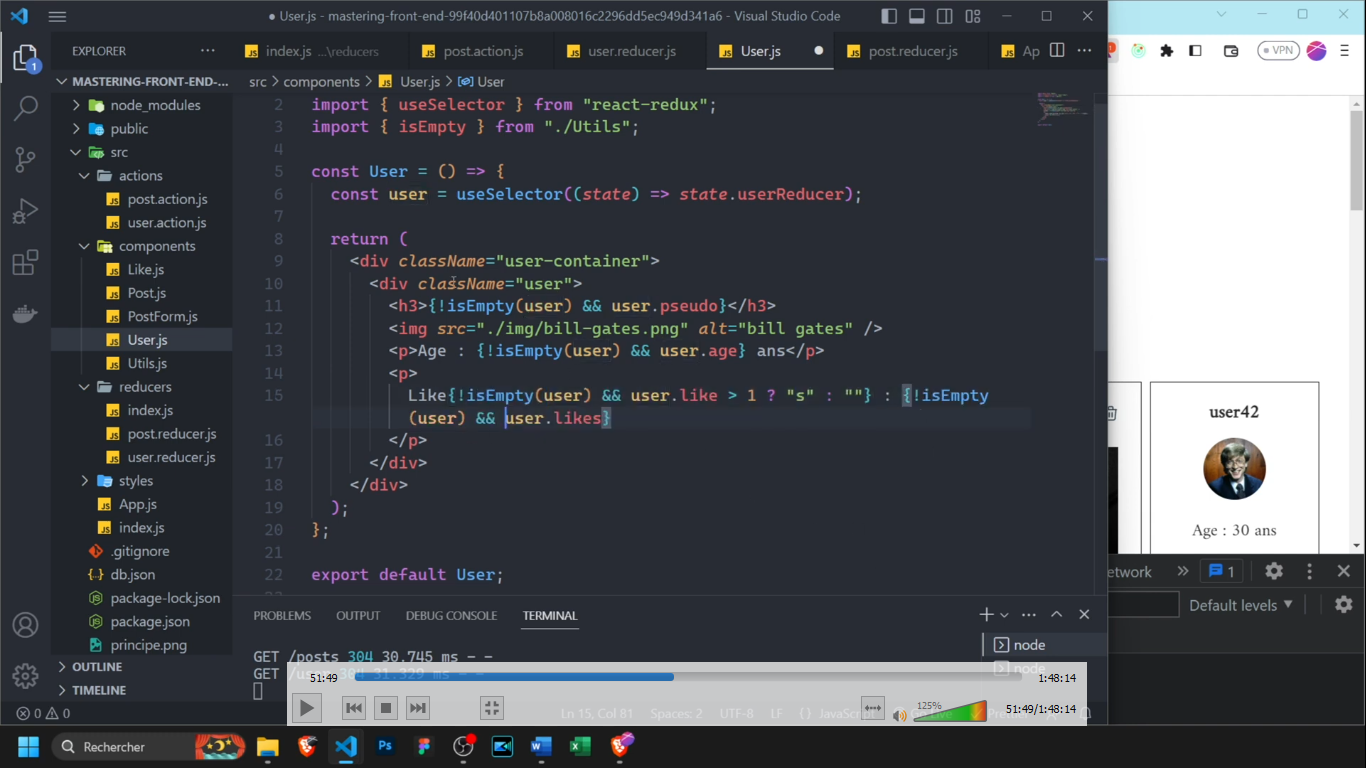 User.js - mastering-front-end-99f40d401107b8a008016c2296dd5ec949d341a6 - Visual Studio Code
EXPLORER
index.js ...\reducers
post.action.js
user.reducer.js
User.js
post.reducer.js
Ap
VPN
MASTERING-FRONT-END-...
src > components > User.js > User
node_modules
public
src
actions
post.action.js
user.action.js
components
Like.js
Post.js
PostForm.js
User.js
Utils.js
reducers
index.js
post.reducer.js
user.reducer.js
styles
App.js
index.js
.gitignore
db.json
package-lock.json
package.json
principe.png
OUTLINE
TIMELINE
1
2 import { useSelector } from "react-redux";
3 import { isEmpty } from "./Utils";
4
5 const User = () => {
6 const user = useSelector((state) => state.userReducer);
7
8 return (
9 <div className="user-container">
10 <div className="user">
11 <h3>{!isEmpty(user) && user.pseudo}</h3>
12 <img src="./img/bill-gates.png" alt="bill gates" />
13 <p>Age : {!isEmpty(user) && user.age} ans</p>
14 <p>
15 Like{!isEmpty(user) && user.like > 1 ? "s" : ""} : {!isEmpty
(user) && user.likes}
16 </p>
17 </div>
18 </div>
19 );
20 };
21
22 export default User;
user42
Age : 30 ans
etwork
1
Default levels
PROBLEMS
OUTPUT
DEBUG CONSOLE
TERMINAL
GET /posts 304 30.745 ms - -
GET /user 304 31.329 ms - -
node
node
51:49
1:48:14
125%
51:49/1:48:14
0 0
Ln 15, Col 81
Spaces: 2
UTF-8
LF
{ } JavaScript
Rechercher